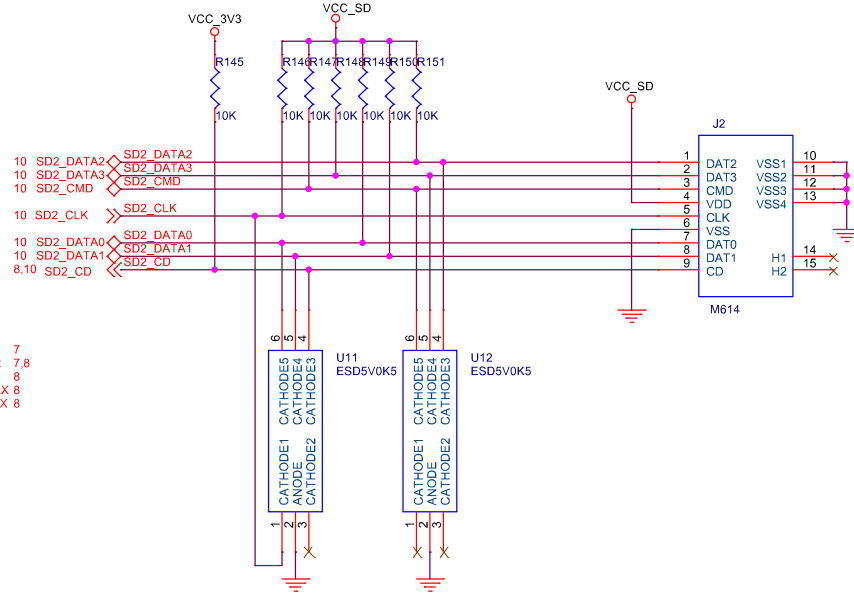 VCC_3V3
VCC_SD
R145
R146
R147
R148
R149
R150
R151
10K
10K
10K
10K
10K
10K
10K
VCC_SD
J2
10 SD2_DATA2
SD2_DATA2
10 SD2_DATA3
SD2_DATA3
10 SD2_CMD
SD2_CMD
10 SD2_CLK
SD2_CLK
10 SD2_DATA0
SD2_DATA0
10 SD2_DATA1
SD2_DATA1
8,10 SD2_CD
SD2_CD
1 DAT2
2 DAT3
3 CMD
4 VDD
5 CLK
6 VSS
7 DAT0
8 DAT1
9 CD
VSS1 10
VSS2 11
VSS3 12
VSS4 13
H1 14
H2 15
M614
7
7,8
8
X 8
X 8
6 5 4
U11
ESD5V0K5
CATHODE5
CATHODE4
CATHODE3
CATHODE1
ANODE
CATHODE2
1 2 3
6 5 4
U12
ESD5V0K5
CATHODE5
CATHODE4
CATHODE3
CATHODE1
ANODE
CATHODE2
1 2 3